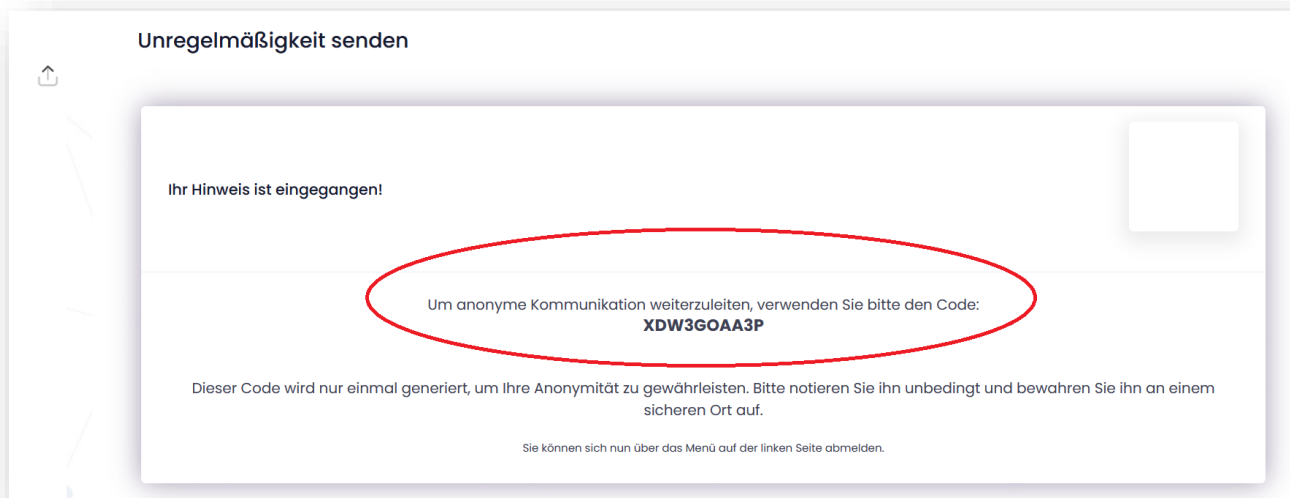 Unregelmäßigkeit senden
Ihr Hinweis ist eingegangen!
Um anonyme Kommunikation weiterzuleiten, verwenden Sie bitte den Code:
XDW3GOAA3P
Dieser Code wird nur einmal generiert, um Ihre Anonymität zu gewährleisten. Bitte notieren Sie ihn unbedingt und bewahren Sie ihn an einem
sicheren Ort auf.
Sie können sich nun über das Menü auf der linken Seite abmelden.